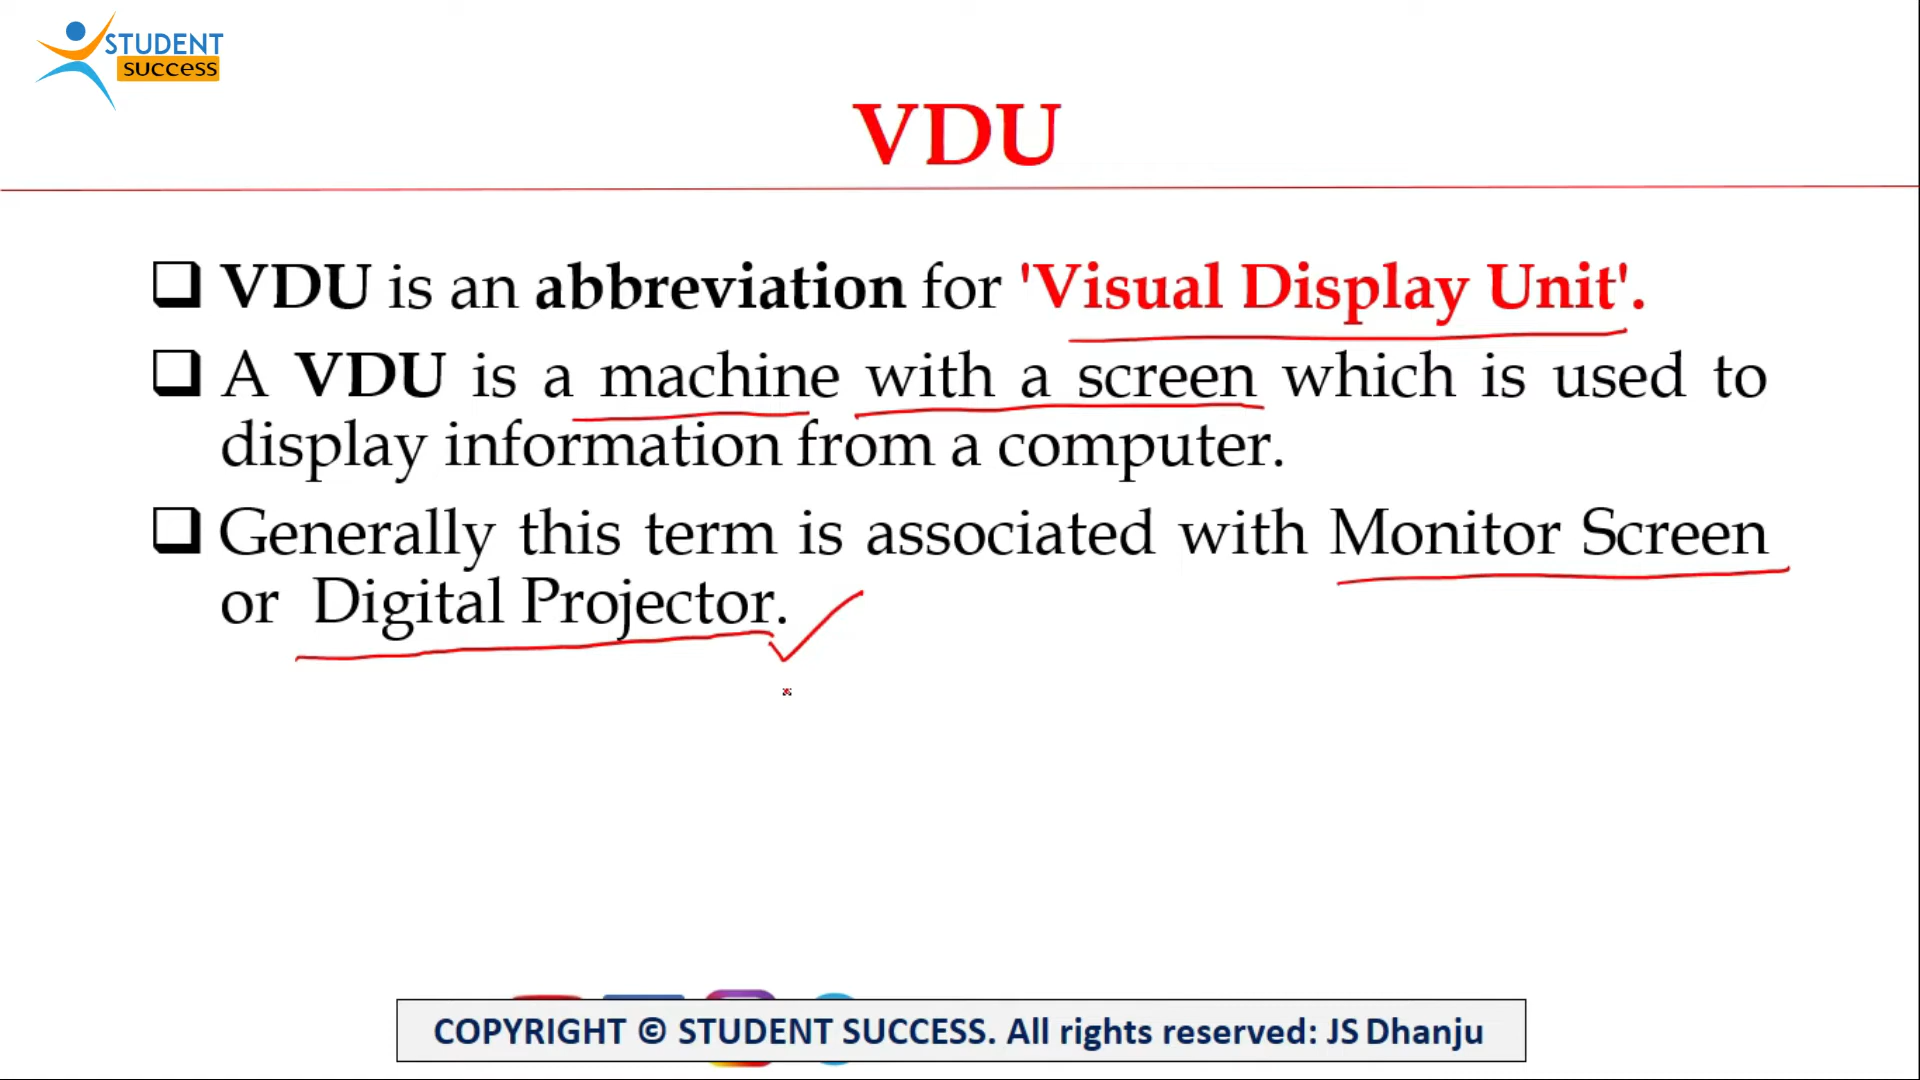 STUDENT
success
VDU
VDU is an abbreviation for 'Visual Display Unit'.
A VDU is a machine with a screen which is used to
display information from a computer.
Generally this term is associated with Monitor Screen
or Digital Projector.
COPYRIGHT © STUDENT SUCCESS. All rights reserved: JS Dhanju